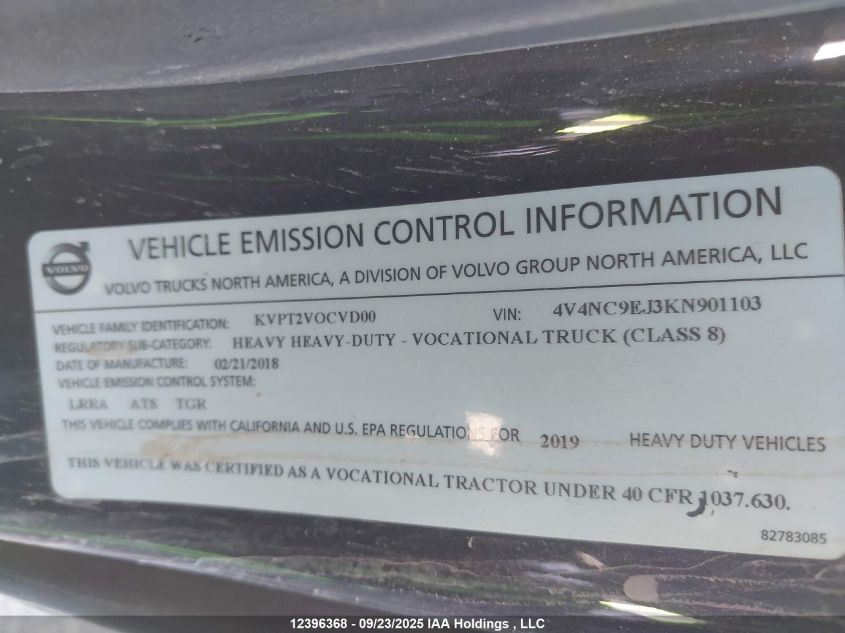 VEHICLE EMISSION CONTROL INFORMATION
VOLVO
VOLVO TRUCKS NORTH AMERICA, A DIVISION OF VOLVO GROUP NORTH AMERICA, LLC
VEHICLE FAMILY IDENTIFICATION: KVPT2VOCVD00 VIN: 4V4NC9EJ3KN901103
REGULATORY SUB-CATEGORY: HEAVY HEAVY-DUTY - VOCATIONAL TRUCK (CLASS 8)
DATE OF MANUFACTURE: 02/21/2018
VEHICLE EMISSION CONTROL SYSTEM:
LRRA ATS TGR
THIS VEHICLE COMPLIES WITH CALIFORNIA AND U.S. EPA REGULATIONS FOR 2019 HEAVY DUTY VEHICLES
THIS VEHICLE WAS CERTIFIED AS A VOCATIONAL TRACTOR UNDER 40 CFR 1037.630.
82783085
12396368 - 09/23/2025 IAA Holdings , LLC